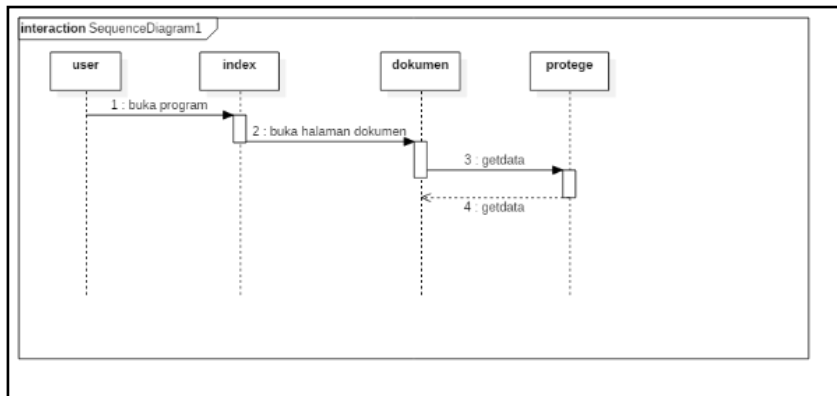 interaction SequenceDiagram1
user
index
dokumen
protege
1 : buka program
2 : buka halaman dokumen
3 : getdata
4 : getdata